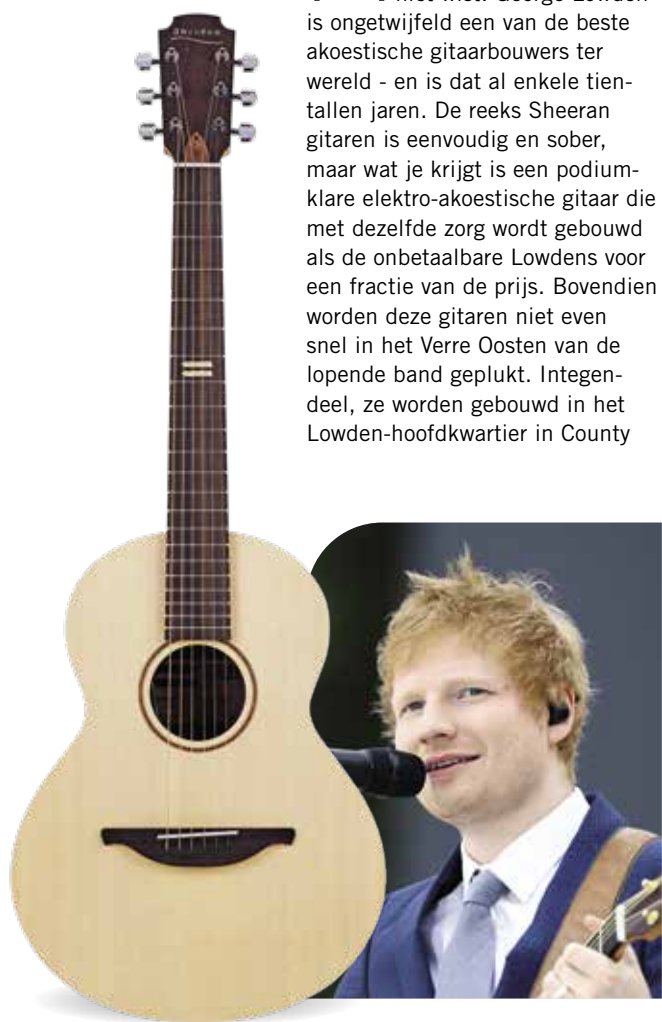 Sheeran
niet wist: George Lowden
is ongetwijfeld een van de beste
akoestische gitaarbouwers ter
wereld - en is dat al enkele tien-
tallen jaren. De reeks Sheeran
gitaren is eenvoudig en sober,
maar wat je krijgt is een podium-
klare elektro-akoestische gitaar die
met dezelfde zorg wordt gebouwd
als de onbetaalbare Lowdens voor
een fractie van de prijs. Bovendien
worden deze gitaren niet even
snel in het Verre Oosten van de
lopende band geplukt. Integen-
deel, ze worden gebouwd in het
Lowden-hoofdkwartier in County